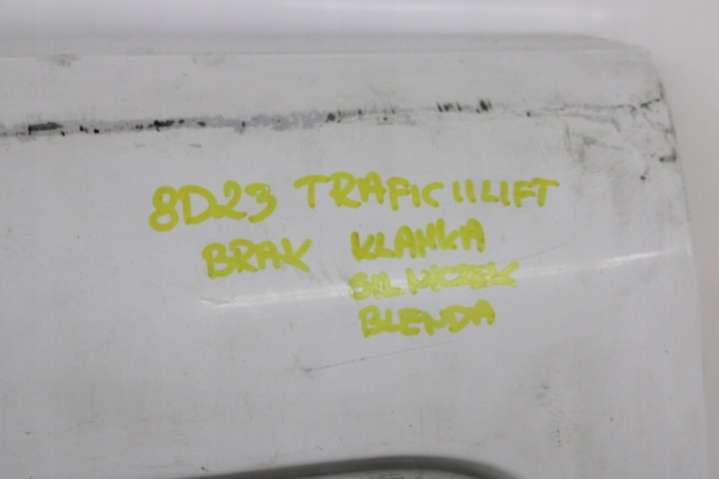 8D23 TRAFIC II LIFT
BRAK KLAMKA
SILNICZEK
BLENDA